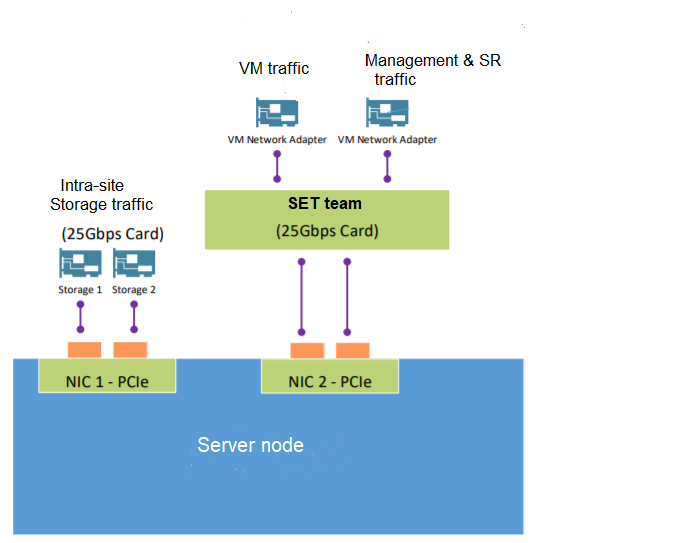 VM traffic
Management & SR
traffic
VM Network Adapter
VM Network Adapter
Intra-site
Storage traffic
(25Gbps Card)
Storage 1
Storage 2
SET team
(25Gbps Card)
NIC 1 - PCIe
NIC 2 - PCIe
Server node